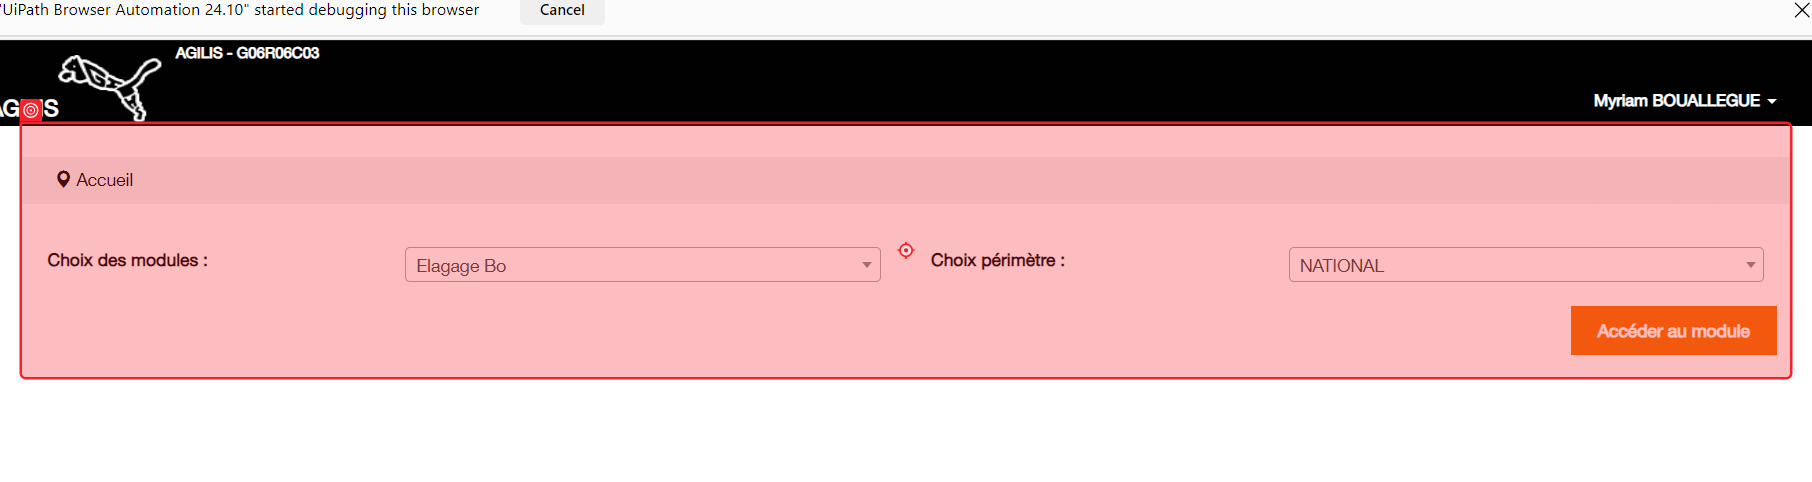 'UiPath Browser Automation 24.10" started debugging this browser
Cancel
AGILIS - G06R06C03
Myriam BOUALLEGUE
Accueil
Choix des modules :
Elagage Bo
Choix périmètre :
NATIONAL
Accéder au module